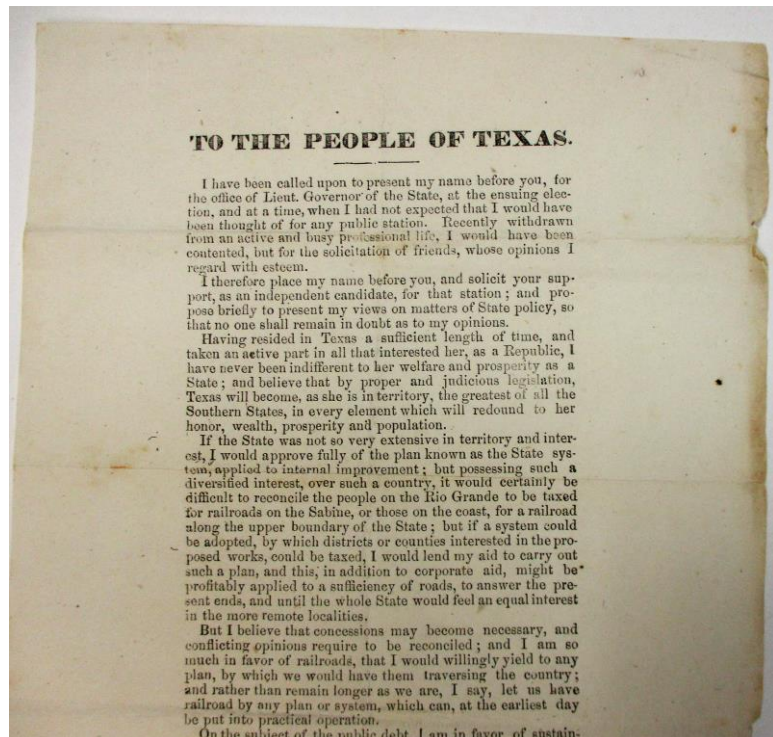 TO THE PEOPLE OF TEXAS.
I have been called upon to present my name before you, for
the office of Lieut. Governor of the State, at the ensuing elec-
tion, and at a time, when I had not expected that I would have
been thought of for any public station. Recently withdrawn
from an active and busy professional life, I would have been
contented, but for the solicitation of friends, whose opinions I
regard with esteem.
I therefore place my name before you, and solicit your sup-
port, as an independent candidate, for that station; and pro-
pose briefly to present my views on matters of State policy, so
that no one shall remain in doubt as to my opinions.
Having resided in Texas a sufficient length of time, and
taken an active part in all that interested her, as a Republic, I
have never been indifferent to her welfare and prosperity as a
State; and believe that by proper and judicious legislation,
Texas will become, as she is in territory, the greatest of all the
Southern States, in every element which will redound to her
honor, wealth, prosperity and population.
If the State was not so very extensive in territory and inter-
est, I would approve fully of the plan known as the State sys-
tem, applied to internal improvement; but possessing such a
diversified interest, over such a country, it would certainly be
difficult to reconcile the people on the Rio Grande to be taxed
for railroads on the Sabine, or those on the coast, for a railroad
along the upper boundary of the State; but if a system could
be adopted, by which districts or counties interested in the pro-
posed works, could be taxed, I would lend my aid to carry out
such a plan, and this, in addition to corporate aid, might be
profitably applied to a sufficiency of roads, to answer the pre-
sent ends, and until the whole State would feel an equal interest
in the more remote localities.
But I believe that concessions may become necessary, and
conflicting opinions require to be reconciled; and I am so
much in favor of railroads, that I would willingly yield to any
plan, by which we would have them traversing the country;
and rather than remain longer as we are, I say, let us have
railroad by any plan or system, which can, at the earliest day
be put into practical operation.
On the subject of the public debt, I am in favor of sustain-